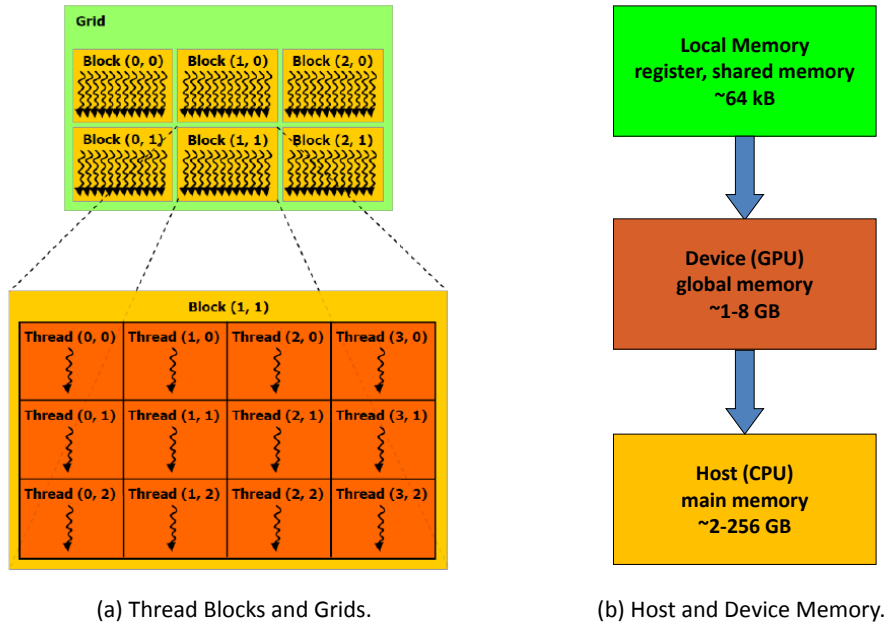 Grid
Block (0, 0) Block (1, 0) Block (2, 0)
Block (0, 1) Block (1, 1) Block (2, 1)
Block (1, 1)
Thread (0, 0) Thread (1, 0) Thread (2, 0) Thread (3, 0)
Thread (0, 1) Thread (1, 1) Thread (2, 1) Thread (3, 1)
Thread (0, 2) Thread (1, 2) Thread (2, 2) Thread (3, 2)
(a) Thread Blocks and Grids.
Local Memory
register, shared memory
~64 kB
Device (GPU)
global memory
~1-8 GB
Host (CPU)
main memory
~2-256 GB
(b) Host and Device Memory.